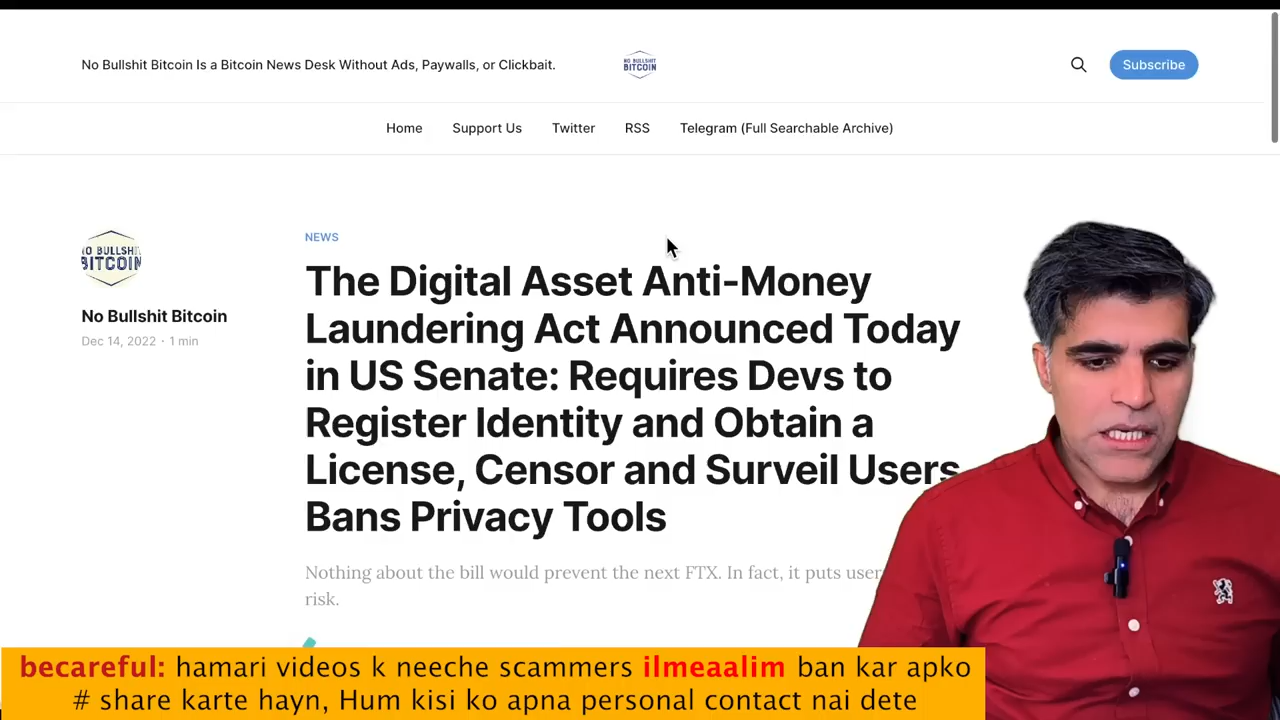 No Bullshit Bitcoin Is a Bitcoin News Desk Without Ads, Paywalls, or Clickbait.
NO BULLSHIT
BITCOIN
Subscribe
Home
Support Us
Twitter
RSS
Telegram (Full Searchable Archive)
NO BULLSHIT
BITCOIN
No Bullshit Bitcoin
Dec 14, 2022 · 1 min
NEWS
The Digital Asset Anti-Money
Laundering Act Announced Today
in US Senate: Requires Devs to
Register Identity and Obtain a
License, Censor and Surveil Users
Bans Privacy Tools
Nothing about the bill would prevent the next FTX. In fact, it puts user
risk.
becareful: hamari videos k neeche scammers ilmeaalim ban kar apko
# share karte hayn, Hum kisi ko apna personal contact nai dete